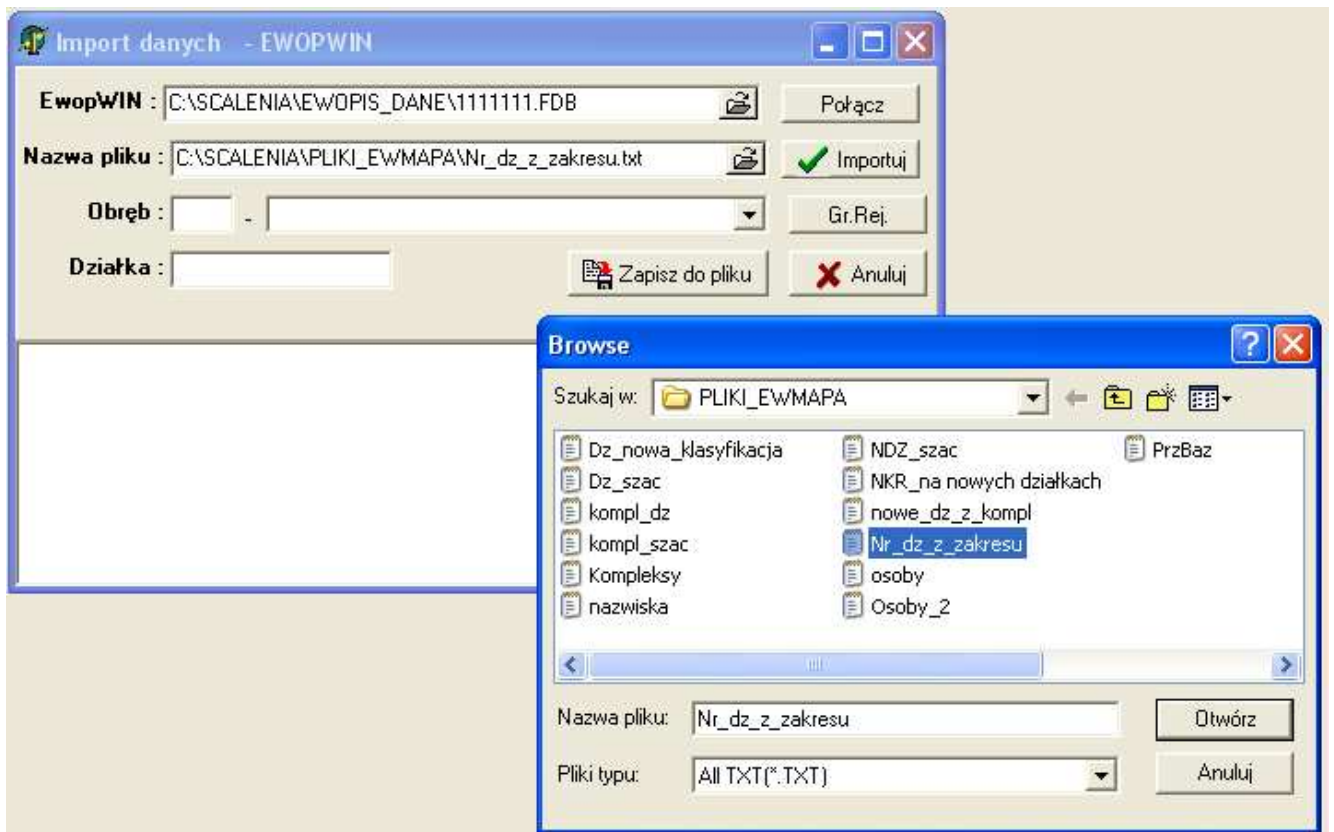 Import danych - EWOPWIN
EwopWIN : C:\SCALENIA\EWOPIS_DANE\1111111.FDB Połącz
Nazwa pliku : C:\SCALENIA\PLIKI_EWMAPA\Nr_dz_z_zakresu.txt Importuj
Obręb : - Gr.Rej.
Działka : Zapisz do pliku Anuluj
Browse
Szukaj w: PLIKI_EWMAPA
Dz_nowa_klasyfikacja NDZ_szac PrzBaz
Dz_szac NKR_na nowych działkach
kompl_dz nowe_dz_z_kompl
kompl_szac Nr_dz_z_zakresu
Kompleksy osoby
nazwiska Osoby_2
Nazwa pliku: Nr_dz_z_zakresu Otwórz
Pliki typu: All TXT(*.TXT) Anuluj